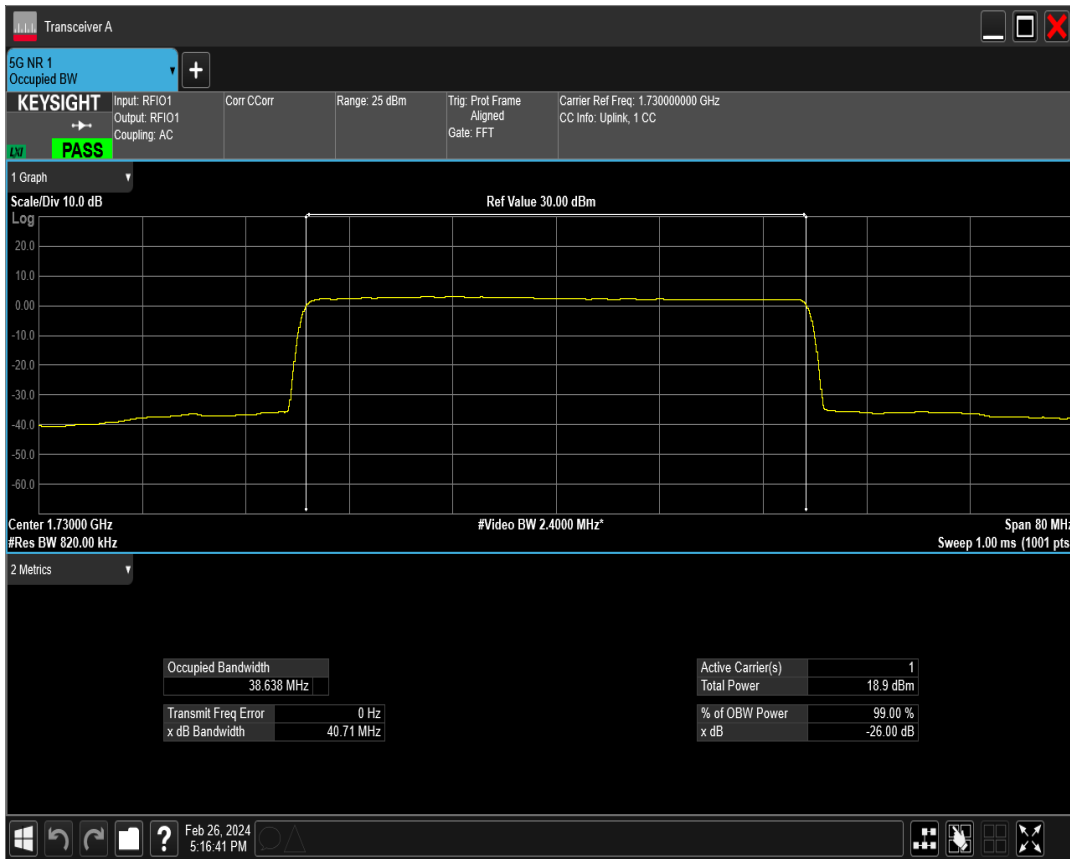 Transceiver A
5G NR 1
Occupied BW
KEYSIGHT
LXI
PASS
Input: RFIO1
Output: RFIO1
Coupling: AC
Corr CCorr
Range: 25 dBm
Trig: Prot Frame
Aligned
Gate: FFT
Carrier Ref Freq: 1.730000000 GHz
CC Info: Uplink, 1 CC
1 Graph
Scale/Div 10.0 dB
Ref Value 30.00 dBm
Log
20.0
10.0
0.00
-10.0
-20.0
-30.0
-40.0
-50.0
-60.0
Center 1.73000 GHz
#Video BW 2.4000 MHz*
Span 80 MHz
#Res BW 820.00 kHz
Sweep 1.00 ms (1001 pts
2 Metrics
Occupied Bandwidth
38.638 MHz
Transmit Freq Error 0 Hz
x dB Bandwidth 40.71 MHz
Active Carrier(s) 1
Total Power 18.9 dBm
% of OBW Power 99.00 %
x dB -26.00 dB
?
Feb 26, 2024
5:16:41 PM